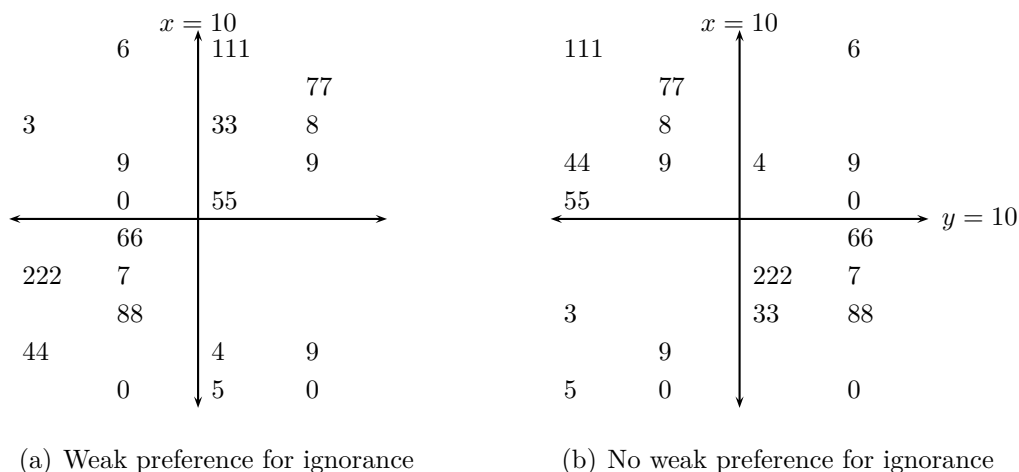 x = 10
6 111
77
3 33 8
9 9
0 55
66
222 7
88
44 4 9
0 5 0
(a) Weak preference for ignorance
x = 10
111 6
77
8
44 9 4 9
55 0
y = 10
66
222 7
3 33 88
9
5 0 0
(b) No weak preference for ignorance